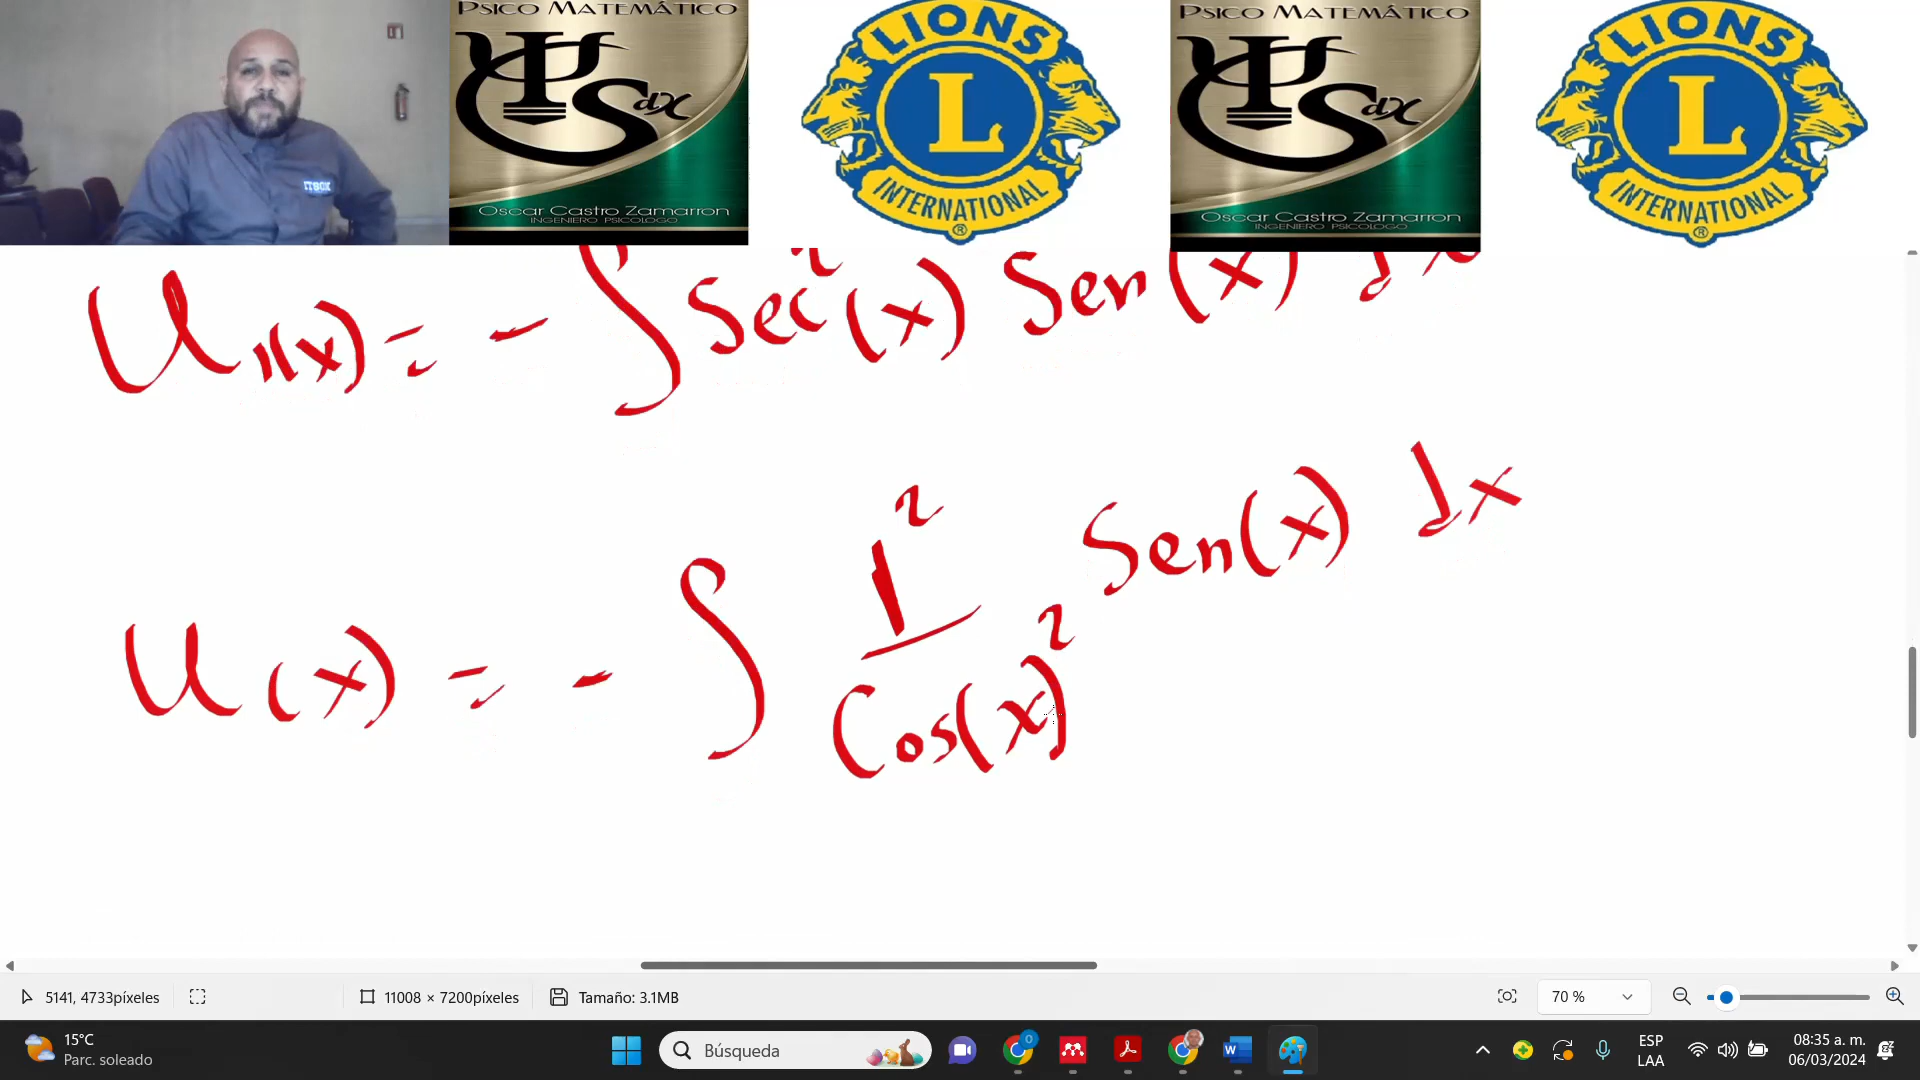 PSICO MATEMÁTICO
dx
Oscar Castro Zamarron
INGENIERO PSICOLOGO
LIONS
L
INTERNATIONAL
®
PSICO MATEMÁTICO
dx
Oscar Castro Zamarron
INGENIERO PSICOLOGO
LIONS
L
INTERNATIONAL
®
U₁(x) = - ∫ Sec²(x) Sen(x) dx
U(x) = - ∫ 1²/Cos(x)² Sen(x) dx
5141, 4733píxeles
11008 × 7200píxeles
Tamaño: 3.1MB
70 %
15°C
Parc. soleado
Búsqueda
ESP
LAA
08:35 a. m.
06/03/2024